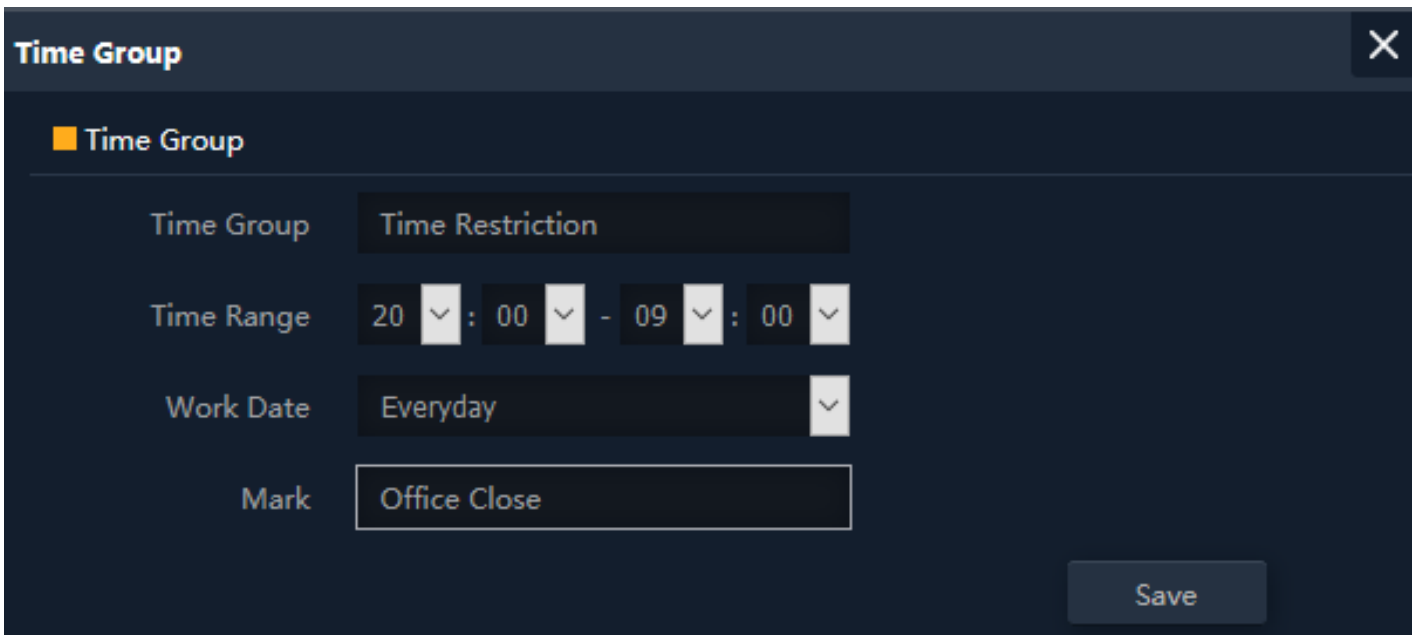 Time Group
Time Group
Time Group Time Restriction
Time Range 20 : 00 - 09 : 00
Work Date Everyday
Mark Office Close
Save